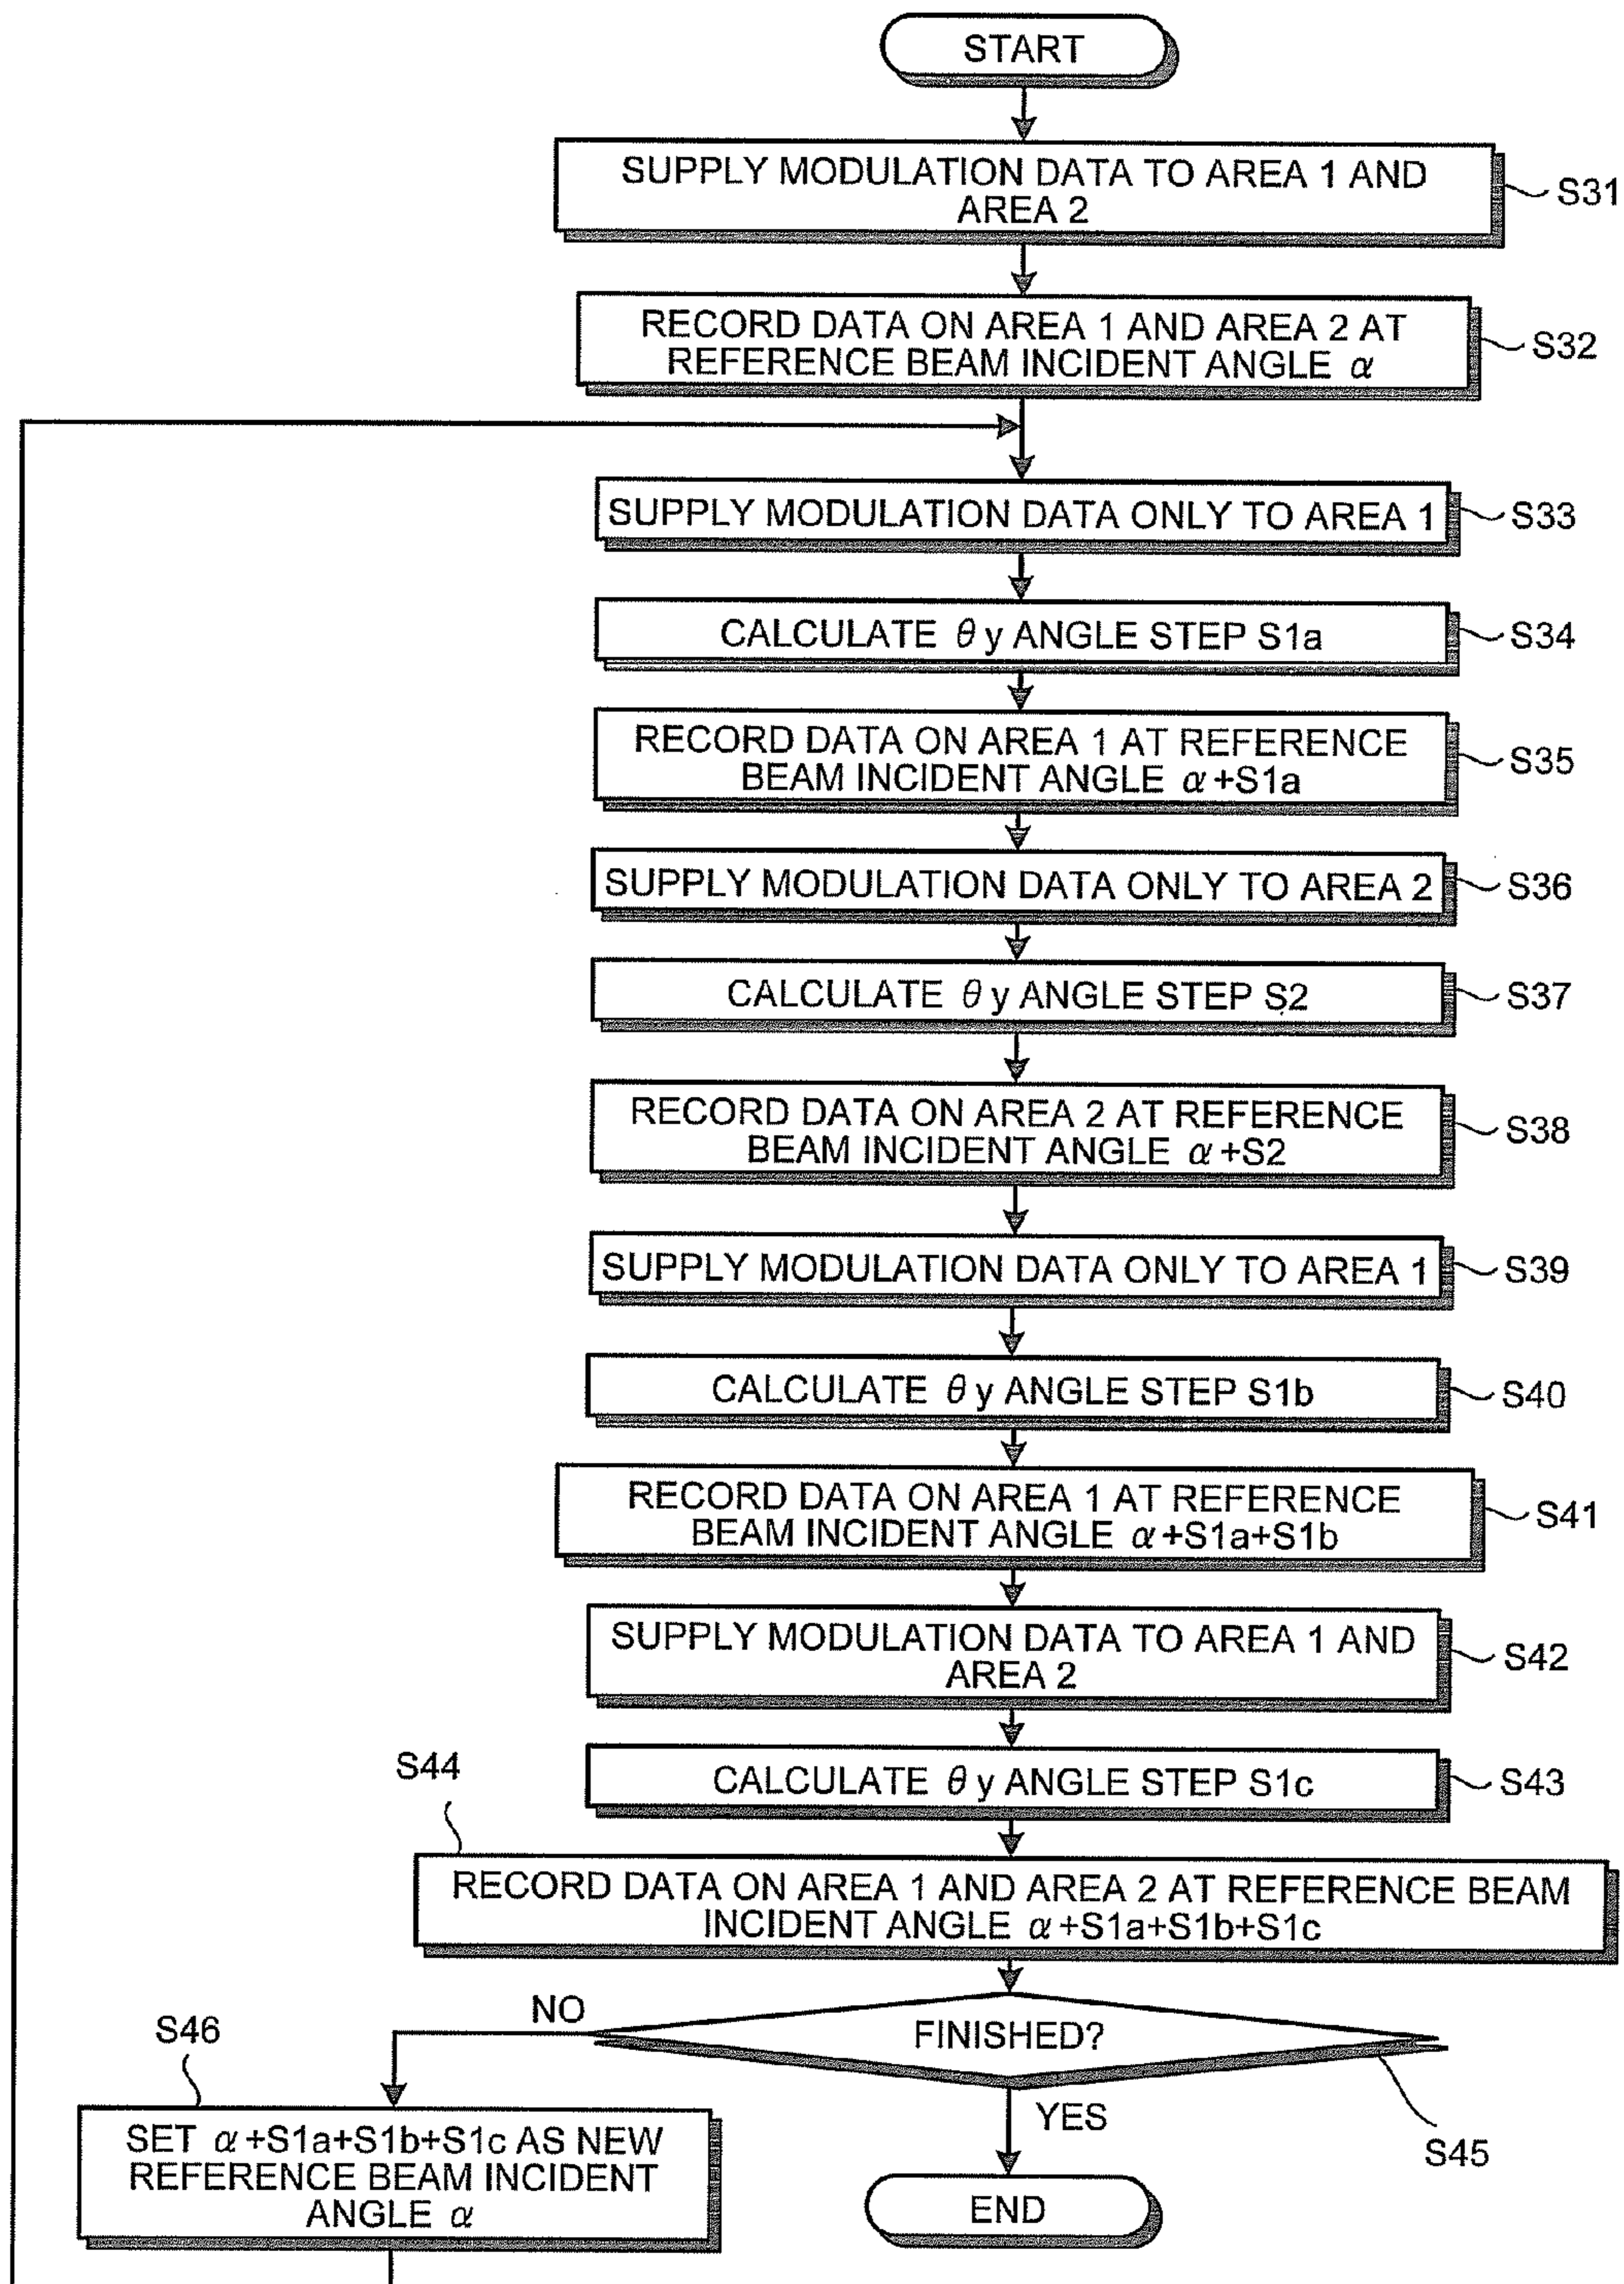 START
SUPPLY MODULATION DATA TO AREA 1 AND
AREA 2
S31
RECORD DATA ON AREA 1 AND AREA 2 AT
REFERENCE BEAM INCIDENT ANGLE α
S32
SUPPLY MODULATION DATA ONLY TO AREA 1
S33
CALCULATE θy ANGLE STEP S1a
S34
RECORD DATA ON AREA 1 AT REFERENCE
BEAM INCIDENT ANGLE α+S1a
S35
SUPPLY MODULATION DATA ONLY TO AREA 2
S36
CALCULATE θy ANGLE STEP S2
S37
RECORD DATA ON AREA 2 AT REFERENCE
BEAM INCIDENT ANGLE α+S2
S38
SUPPLY MODULATION DATA ONLY TO AREA 1
S39
CALCULATE θy ANGLE STEP S1b
S40
RECORD DATA ON AREA 1 AT REFERENCE
BEAM INCIDENT ANGLE α+S1a+S1b
S41
SUPPLY MODULATION DATA TO AREA 1 AND
AREA 2
S42
CALCULATE θy ANGLE STEP S1c
S43
S44
RECORD DATA ON AREA 1 AND AREA 2 AT REFERENCE BEAM
INCIDENT ANGLE α+S1a+S1b+S1c
FINISHED?
S45
NO
YES
S46
SET α+S1a+S1b+S1c AS NEW
REFERENCE BEAM INCIDENT
ANGLE α
END